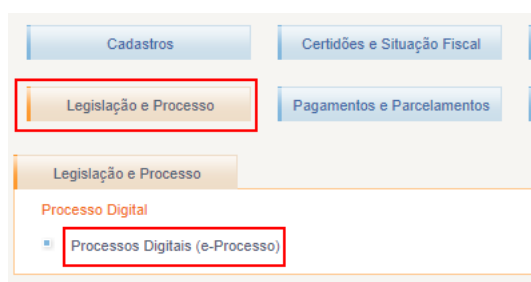 Cadastros
Certidões e Situação Fiscal
Legislação e Processo
Pagamentos e Parcelamentos
Legislação e Processo
Processo Digital
Processos Digitais (e-Processo)